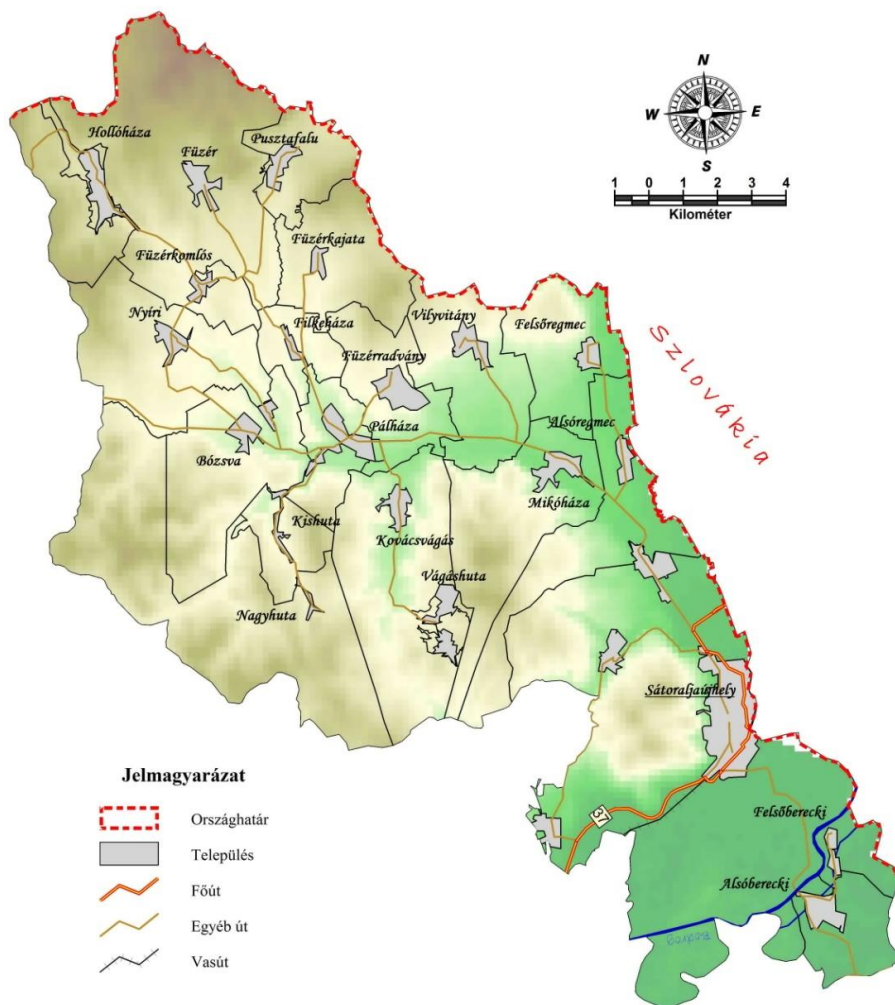 N
W
E
S
1 0 1 2 3 4
Kilométer
Hollóháza
Füzér
Pusztafalu
Füzérkajata
Füzérkomlós
Nyíri
Filkeháza
Vilyvitány
Felsőregmec
Füzérradvány
Szlovákia
Pálháza
Alsóregmec
Bózsva
Mikóháza
Kishuta
Kovácsvágás
Vágáshuta
Nagyhuta
Sátoraljaújhely
37
Felsőberecki
Alsóberecki
Jelmagyarázat
Országhatár
Település
Főút
Egyéb út
Vasút